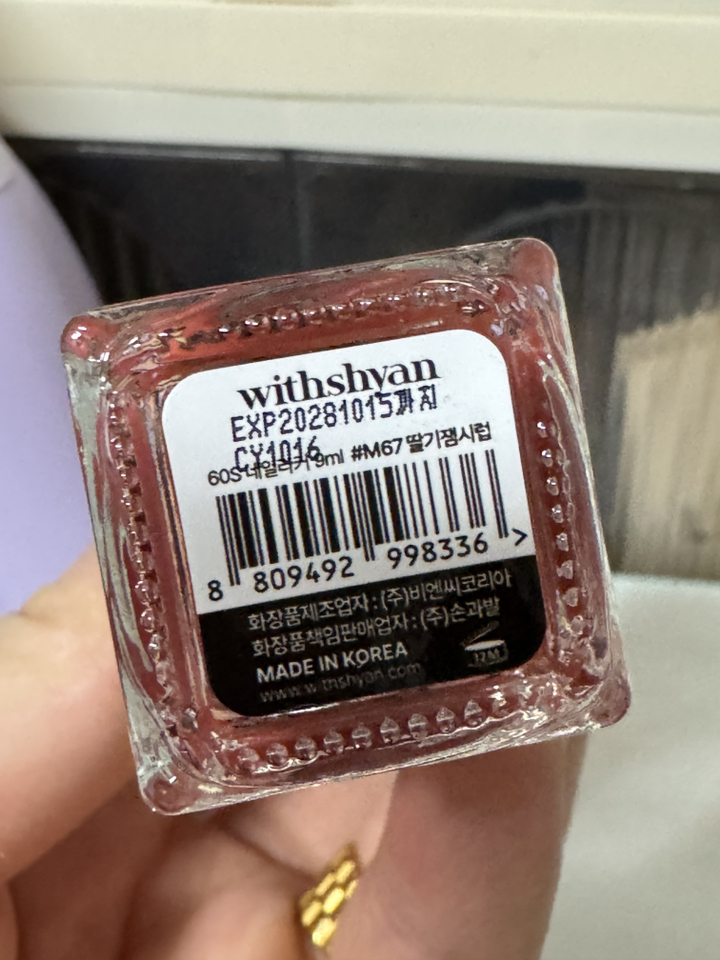 withshyan
EXP20281015까지
CY1016
60S 네일러커 9ml #M67 딸기잼시럽
8 809492 998336 >
화장품제조업자 : (주)비엔씨코리아
화장품책임판매업자 : (주)손과발
MADE IN KOREA
www.withshyan.com
12M